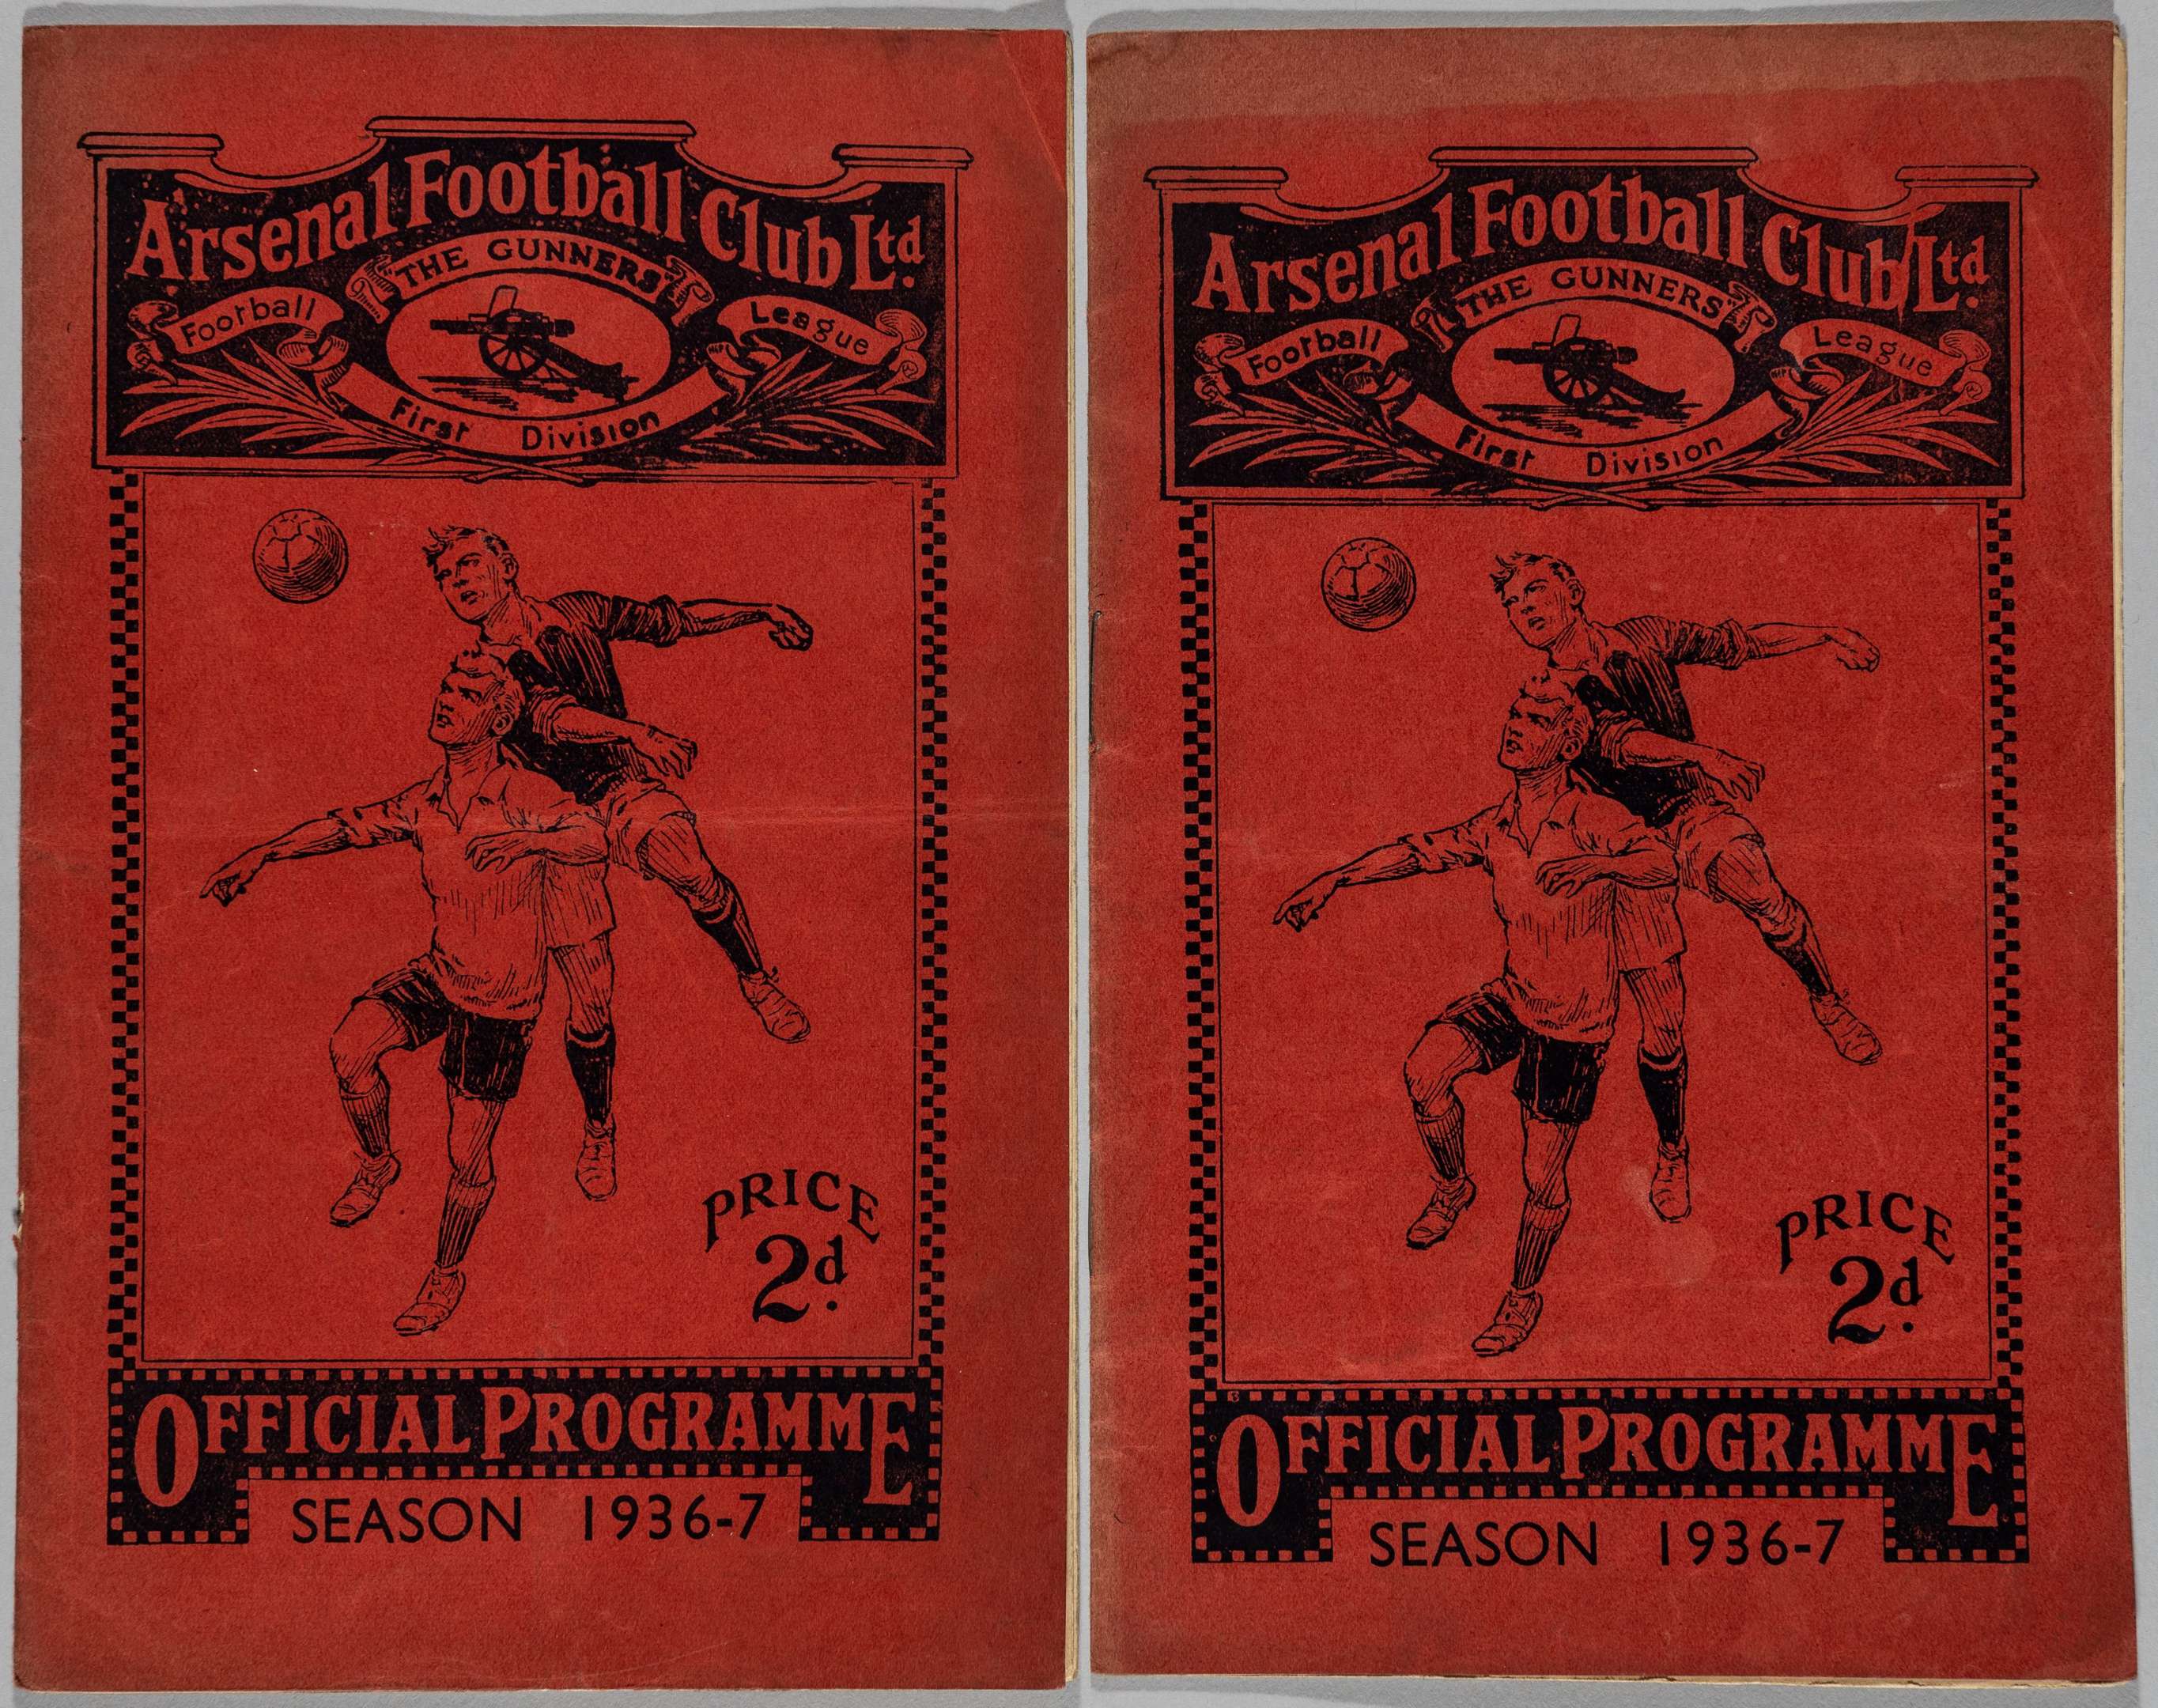 Arsenal Football Club Ltd.
"THE GUNNERS"
Football League
First Division
PRICE
2d.
OFFICIAL PROGRAMME
SEASON 1936-7
Arsenal Football Club Ltd.
"THE GUNNERS"
Football League
First Division
PRICE
2d.
OFFICIAL PROGRAMME
SEASON 1936-7